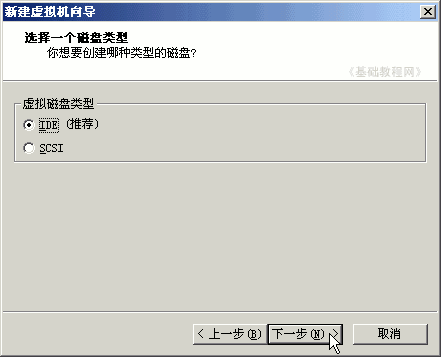 新建虚拟机向导
选择一个磁盘类型
你想要创建哪种类型的磁盘?
《基础教程网》
虚拟磁盘类型
IDE (推荐)
SCSI
< 上一步(B) 下一步(N) > 取消